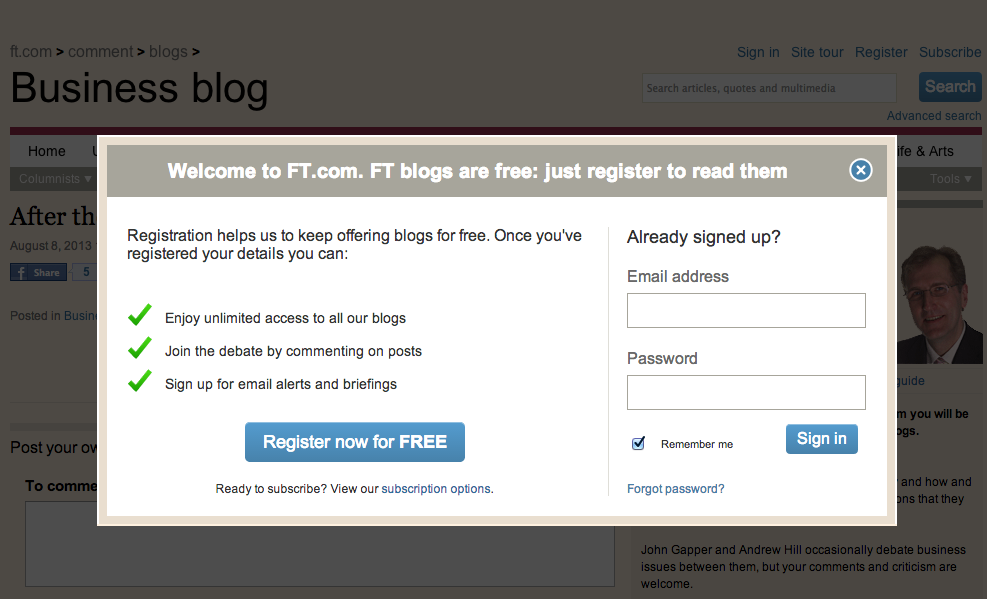 ft.com > comment > blogs >
Sign in Site tour Register Subscribe
Business blog
Search articles, quotes and multimedia
Search
Advanced search
Home
Life & Arts
Columnists ▾
Tools ▾
Welcome to FT.com. FT blogs are free: just register to read them
After th
August 8, 2013
f Share 5
Posted in Busine
Registration helps us to keep offering blogs for free. Once you've
registered your details you can:
Enjoy unlimited access to all our blogs
Join the debate by commenting on posts
Sign up for email alerts and briefings
Register now for FREE
Ready to subscribe? View our subscription options.
Already signed up?
Email address
Password
Remember me
Sign in
Forgot password?
guide
m you will be
ogs.
Post your ow
To comme
and how and
ons that they
John Gapper and Andrew Hill occasionally debate business
issues between them, but your comments and criticism are
welcome.